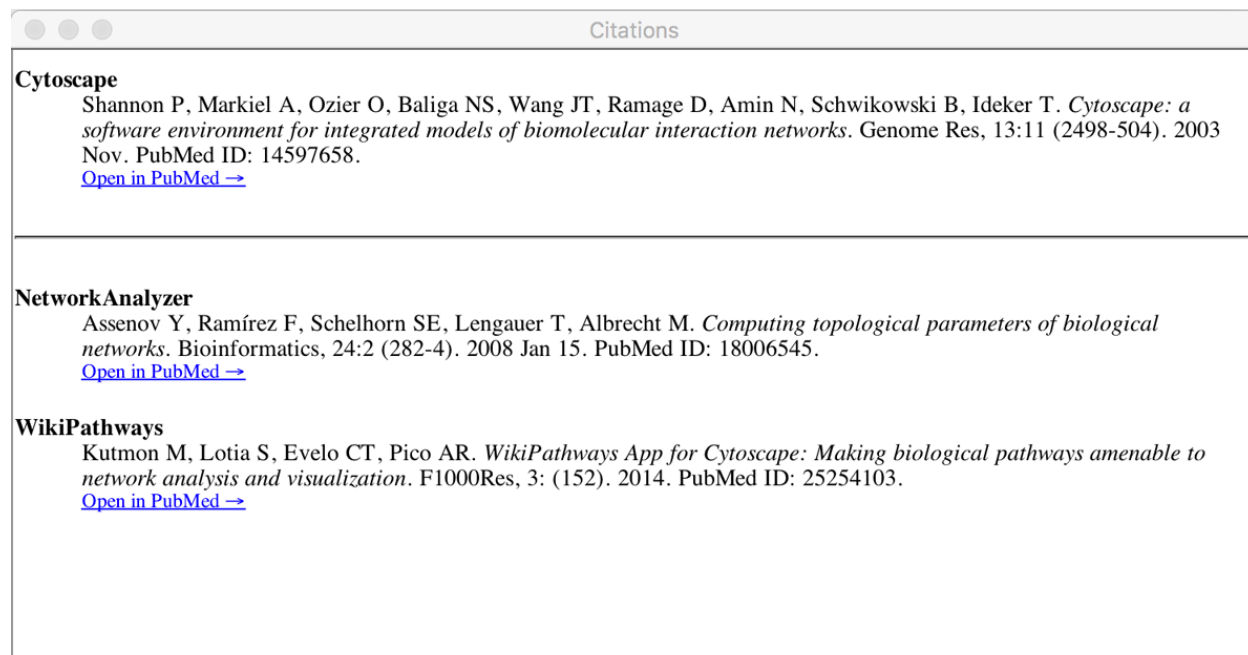 Citations
Cytoscape
Shannon P, Markiel A, Ozier O, Baliga NS, Wang JT, Ramage D, Amin N, Schwikowski B, Ideker T. Cytoscape: a
software environment for integrated models of biomolecular interaction networks. Genome Res, 13:11 (2498-504). 2003
Nov. PubMed ID: 14597658.
Open in PubMed →
NetworkAnalyzer
Assenov Y, Ramírez F, Schelhorn SE, Lengauer T, Albrecht M. Computing topological parameters of biological
networks. Bioinformatics, 24:2 (282-4). 2008 Jan 15. PubMed ID: 18006545.
Open in PubMed →
WikiPathways
Kutmon M, Lotia S, Evelo CT, Pico AR. WikiPathways App for Cytoscape: Making biological pathways amenable to
network analysis and visualization. F1000Res, 3: (152). 2014. PubMed ID: 25254103.
Open in PubMed →